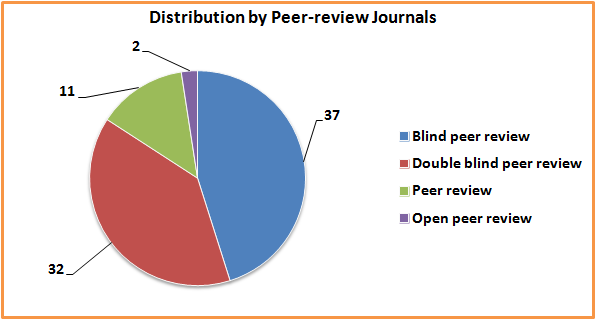 Distribution by Peer-review Journals
2
11
37
32
Blind peer review
Double blind peer review
Peer review
Open peer review